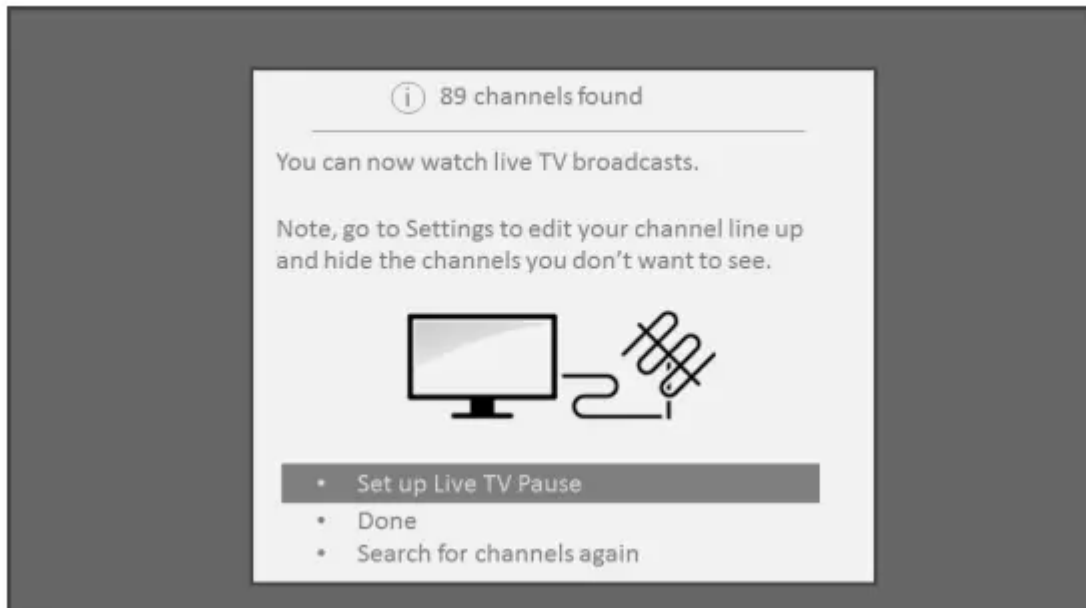 89 channels found
You can now watch live TV broadcasts.
Note, go to Settings to edit your channel line up
and hide the channels you don't want to see.
• Set up Live TV Pause
• Done
• Search for channels again